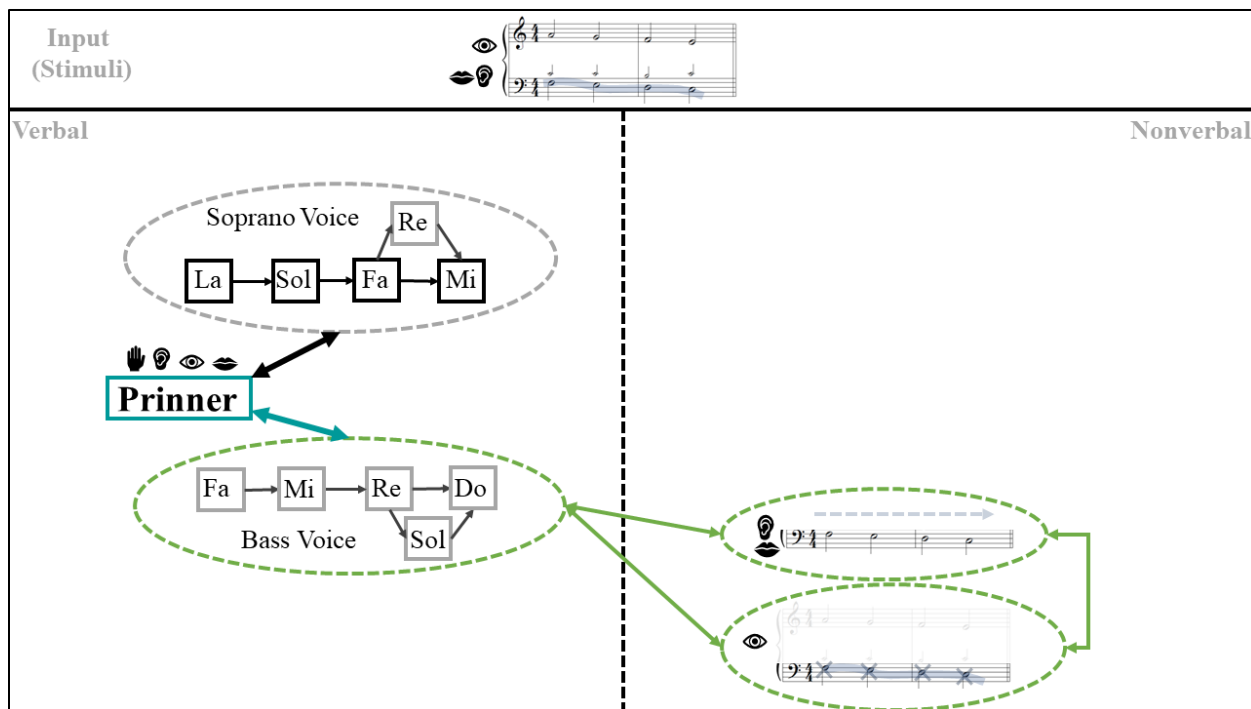 Input
(Stimuli)
Verbal
Nonverbal
Soprano Voice
Re
La
Sol
Fa
Mi
Prinner
Fa
Mi
Re
Do
Bass Voice
Sol